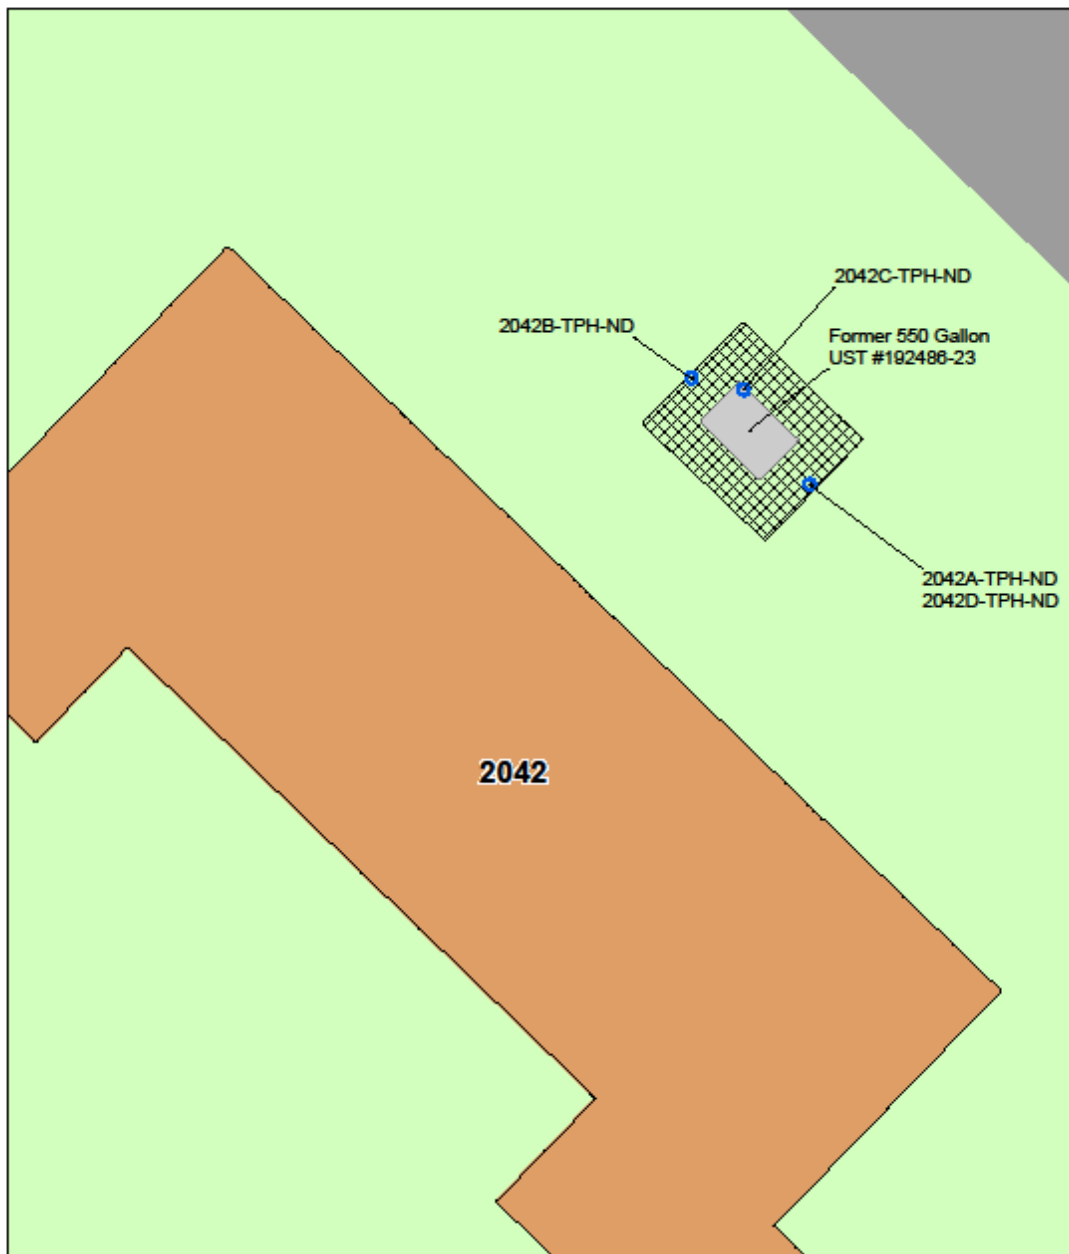 2042C-TPH-ND
2042B-TPH-ND
Former 550 Gallon
UST #192486-23
2042A-TPH-ND
2042D-TPH-ND
2042